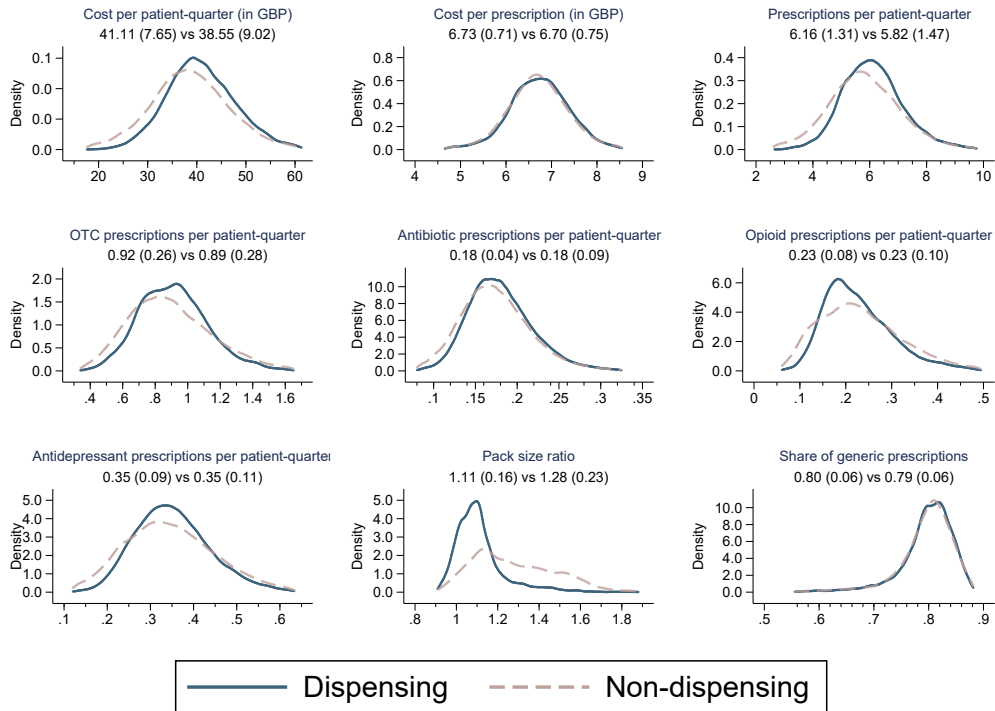 Cost per patient-quarter (in GBP)
41.11 (7.65) vs 38.55 (9.02)
Density
0.1
0.0
0.0
0.0
20 30 40 50 60
Cost per prescription (in GBP)
6.73 (0.71) vs 6.70 (0.75)
Density
0.8
0.6
0.4
0.2
0.0
4 5 6 7 8 9
Prescriptions per patient-quarter
6.16 (1.31) vs 5.82 (1.47)
Density
0.4
0.3
0.2
0.1
0.0
2 4 6 8 10
OTC prescriptions per patient-quarter
0.92 (0.26) vs 0.89 (0.28)
Density
2.0
1.5
1.0
0.5
0.0
.4 .6 .8 1 1.2 1.4 1.6
Antibiotic prescriptions per patient-quarter
0.18 (0.04) vs 0.18 (0.09)
Density
10.0
8.0
6.0
4.0
2.0
0.0
.1 .15 .2 .25 .3 .35
Opioid prescriptions per patient-quarter
0.23 (0.08) vs 0.23 (0.10)
Density
6.0
4.0
2.0
0.0
0 .1 .2 .3 .4 .5
Antidepressant prescriptions per patient-quarter
0.35 (0.09) vs 0.35 (0.11)
Density
5.0
4.0
3.0
2.0
1.0
0.0
.1 .2 .3 .4 .5 .6
Pack size ratio
1.11 (0.16) vs 1.28 (0.23)
Density
5.0
4.0
3.0
2.0
1.0
0.0
.8 1 1.2 1.4 1.6 1.8
Share of generic prescriptions
0.80 (0.06) vs 0.79 (0.06)
Density
10.0
8.0
6.0
4.0
2.0
0.0
.5 .6 .7 .8 .9
Dispensing Non-dispensing